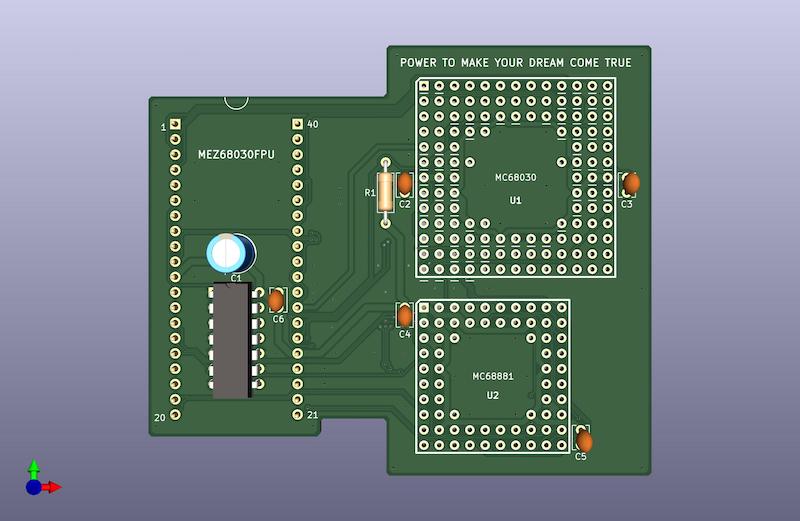 POWER TO MAKE YOUR DREAM COME TRUE
1
40
MEZ68030FPU
MC68030
U1
R1
C2
C3
C1
C6
C4
MC68881
U2
20
21
C5